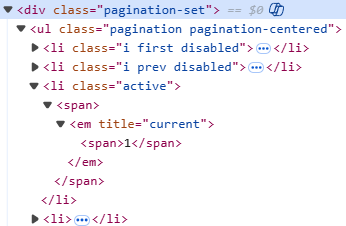 <div class="pagination-set"> == $0
<ul class="pagination pagination-centered">
<li class="i first disabled">…</li>
<li class="i prev disabled">…</li>
<li class="active">
<span>
<em title="current">
<span>1</span>
</em>
</span>
</li>
<li>…</li>